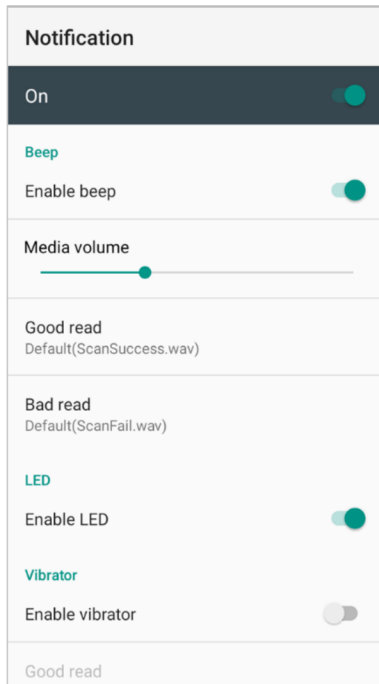 Notification
On
Beep
Enable beep
Media volume
Good read
Default(ScanSuccess.wav)
Bad read
Default(ScanFail.wav)
LED
Enable LED
Vibrator
Enable vibrator
Good read